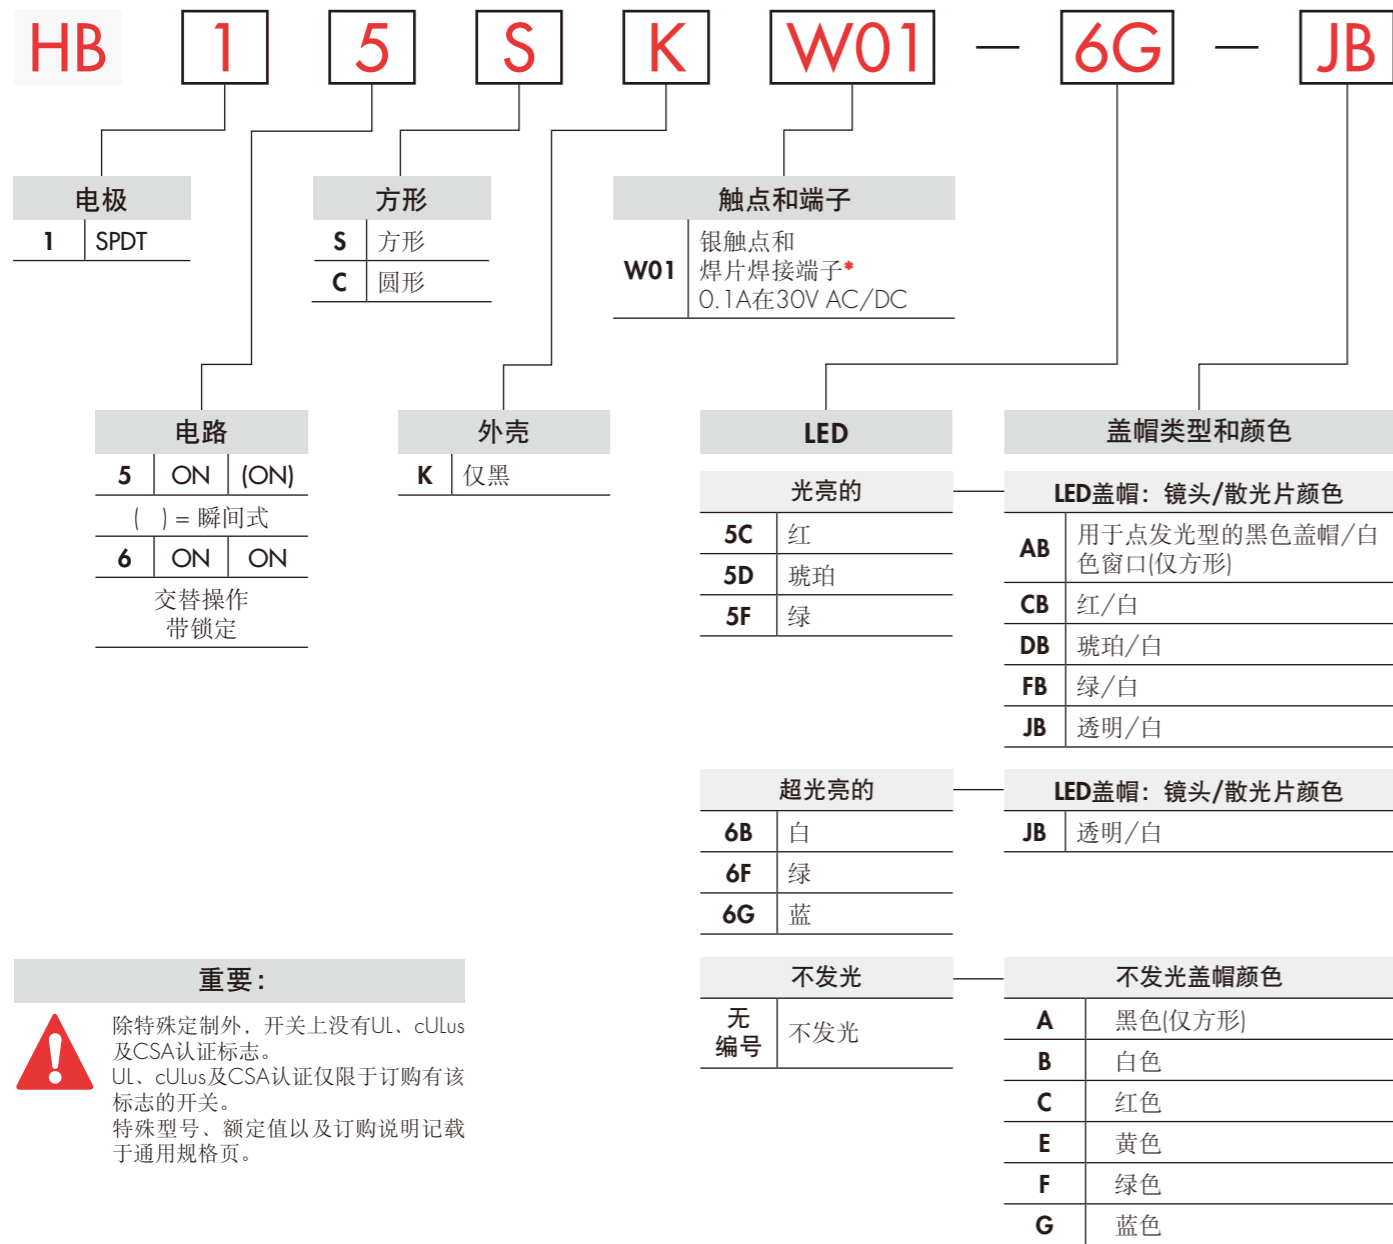 HB 1 5 S K W01 — 6G — JB
电极
1 SPDT
方形
S 方形
C 圆形
触点和端子
W01 银触点和
焊片焊接端子*
0.1A在30V AC/DC
电路
5 ON (ON)
( ) = 瞬间式
6 ON ON
交替操作
带锁定
外壳
K 仅黑
LED
光亮的
5C 红
5D 琥珀
5F 绿
超光亮的
6B 白
6F 绿
6G 蓝
不发光
无
编号
不发光
盖帽类型和颜色
LED盖帽：镜头/散光片颜色
AB 用于点发光型的黑色盖帽/白
色窗口(仅方形)
CB 红/白
DB 琥珀/白
FB 绿/白
JB 透明/白
LED盖帽：镜头/散光片颜色
JB 透明/白
不发光盖帽颜色
A 黑色(仅方形)
B 白色
C 红色
E 黄色
F 绿色
G 蓝色
重要：
除特殊定制外，开关上没有UL、cULus
及CSA认证标志。
UL、cULus及CSA认证仅限于订购有该
标志的开关。
特殊型号、额定值以及订购说明记载
于通用规格页。